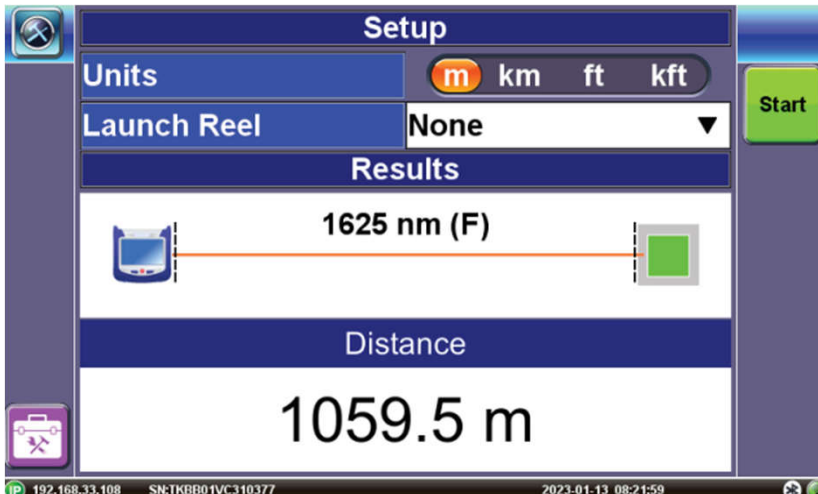 Setup
Units m km ft kft
Launch Reel None ▼
Start
Results
1625 nm (F)
Distance
1059.5 m
IP 192.168.33.108 SN:TKBB01VC310377 2023-01-13 08:21:59